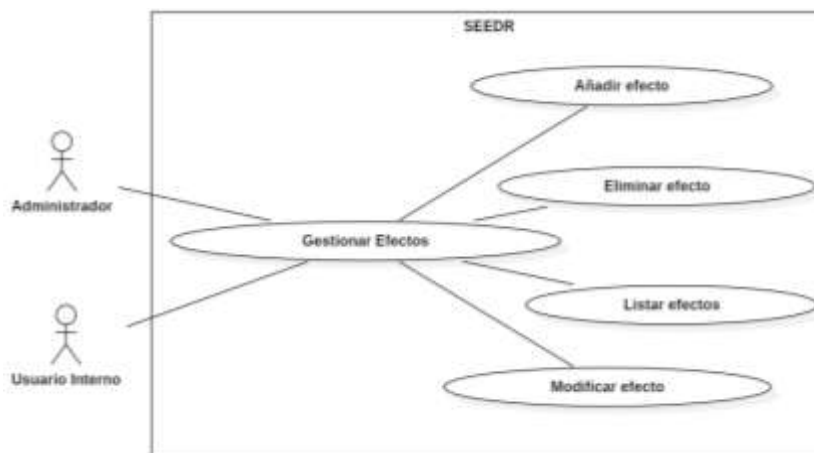 SEEDR
Añadir efecto
Eliminar efecto
Administrador
Gestionar Efectos
Listar efectos
Usuario Interno
Modificar efecto